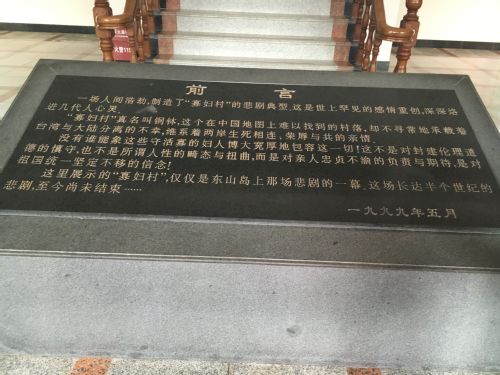 前言
一场人间浩劫,制造了“寡妇村”的悲剧典型,这是世上罕见的感情重创,深深烙
进几代人心灵。
“寡妇村”真名叫铜钵,这个在中国地图上难以找到的村落,却不寻常地承载着
台湾与大陆分离的不幸,维系着两岸生死相连、荣辱与共的亲情。
没有谁能象这些守活寡的妇人博大宽厚地包容这一切!这不是对封建伦理道
德的慎守,也不是所谓人性的畸态与扭曲,而是对亲人忠贞不渝的负责与期待,是对
祖国统一坚定不移的信念!
这里展示的“寡妇村”,仅仅是东山岛上那场悲剧的一幕,这场长达半个世纪的
悲剧,至今尚未结束……
一九九九年五月